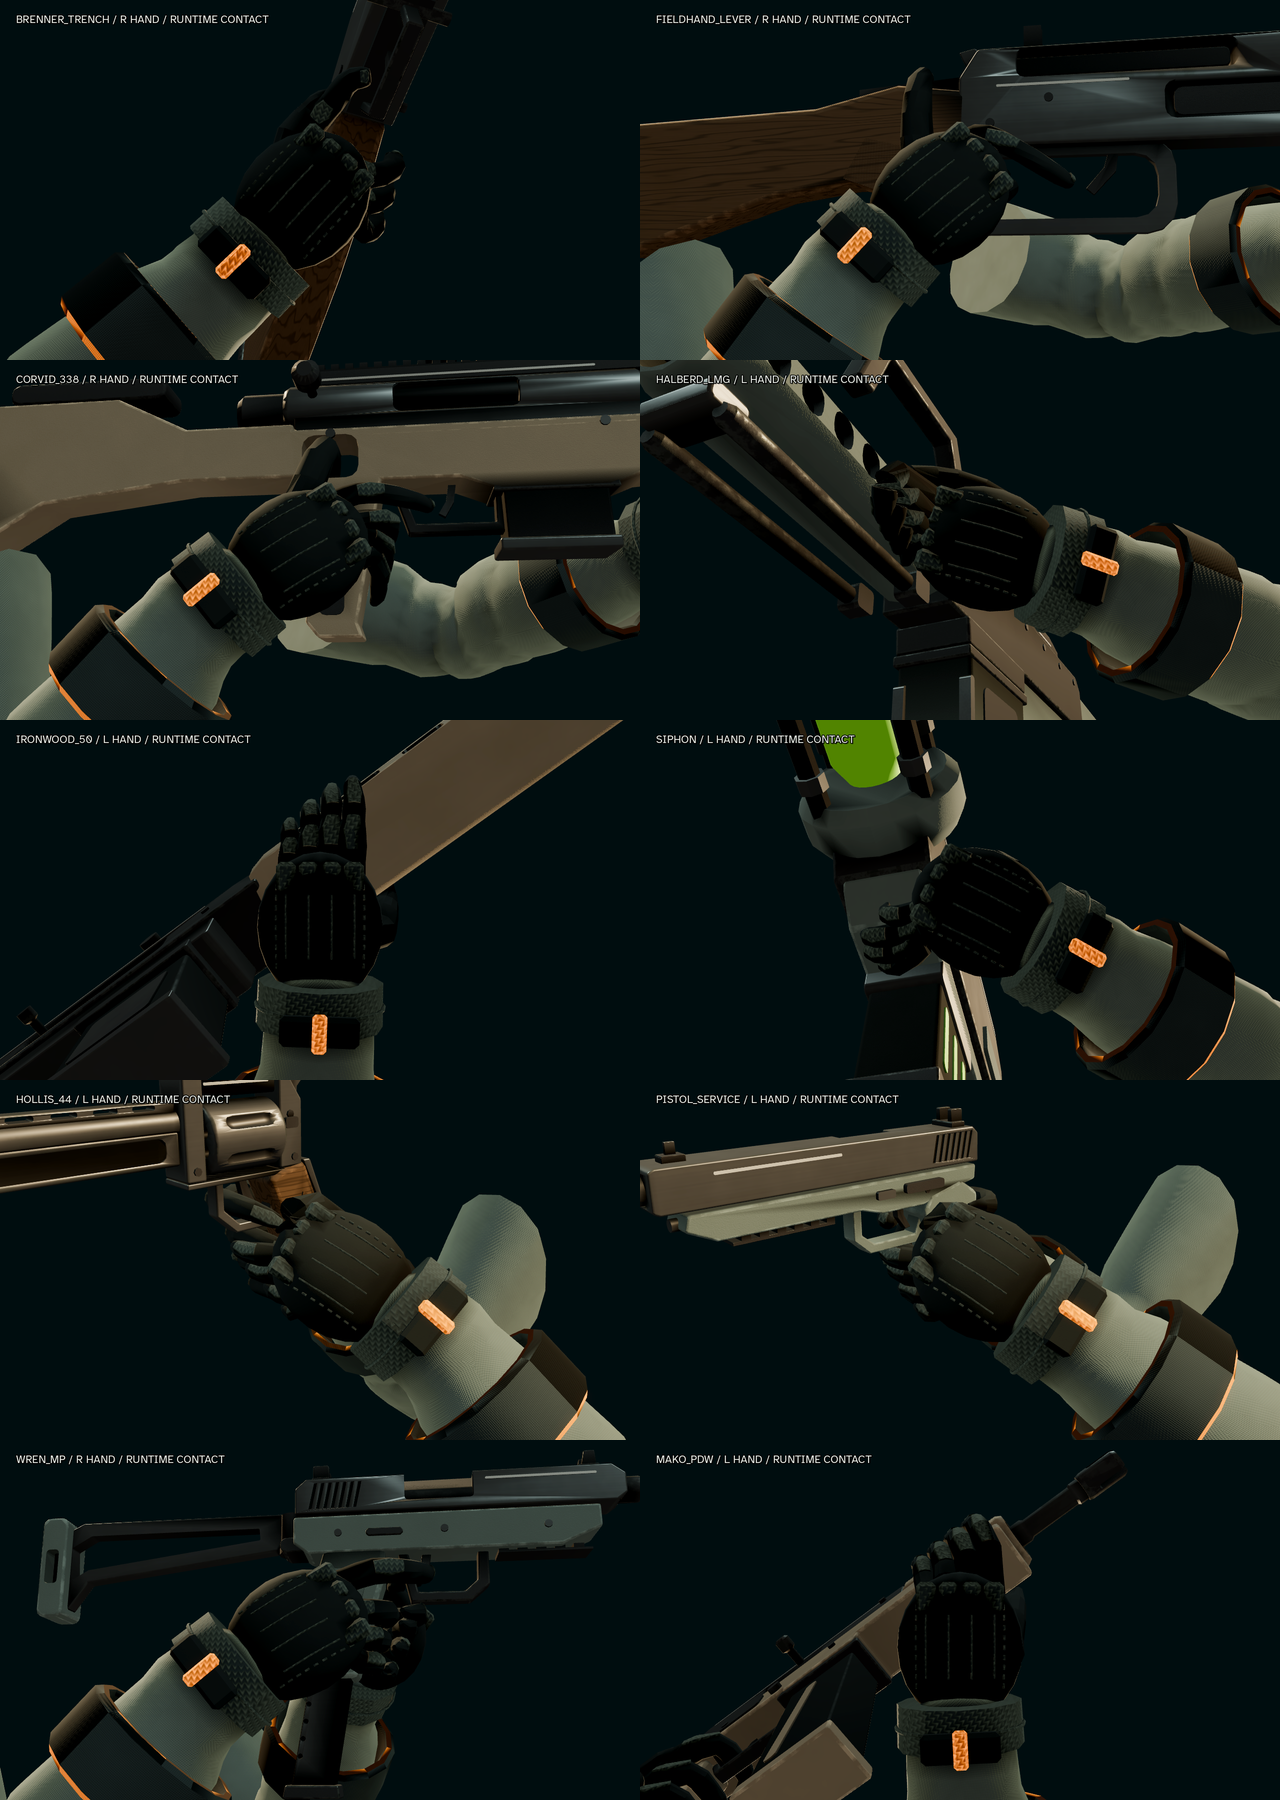 BRENNER_TRENCH / R HAND / RUNTIME CONTACT
FIELDHAND_LEVER / R HAND / RUNTIME CONTACT
CORVID_338 / R HAND / RUNTIME CONTACT
HALBERD_LMG / L HAND / RUNTIME CONTACT
IRONWOOD_50 / L HAND / RUNTIME CONTACT
SIPHON / L HAND / RUNTIME CONTACT
HOLLIS_44 / L HAND / RUNTIME CONTACT
PISTOL_SERVICE / L HAND / RUNTIME CONTACT
WREN_MP / R HAND / RUNTIME CONTACT
MAKO_PDW / L HAND / RUNTIME CONTACT